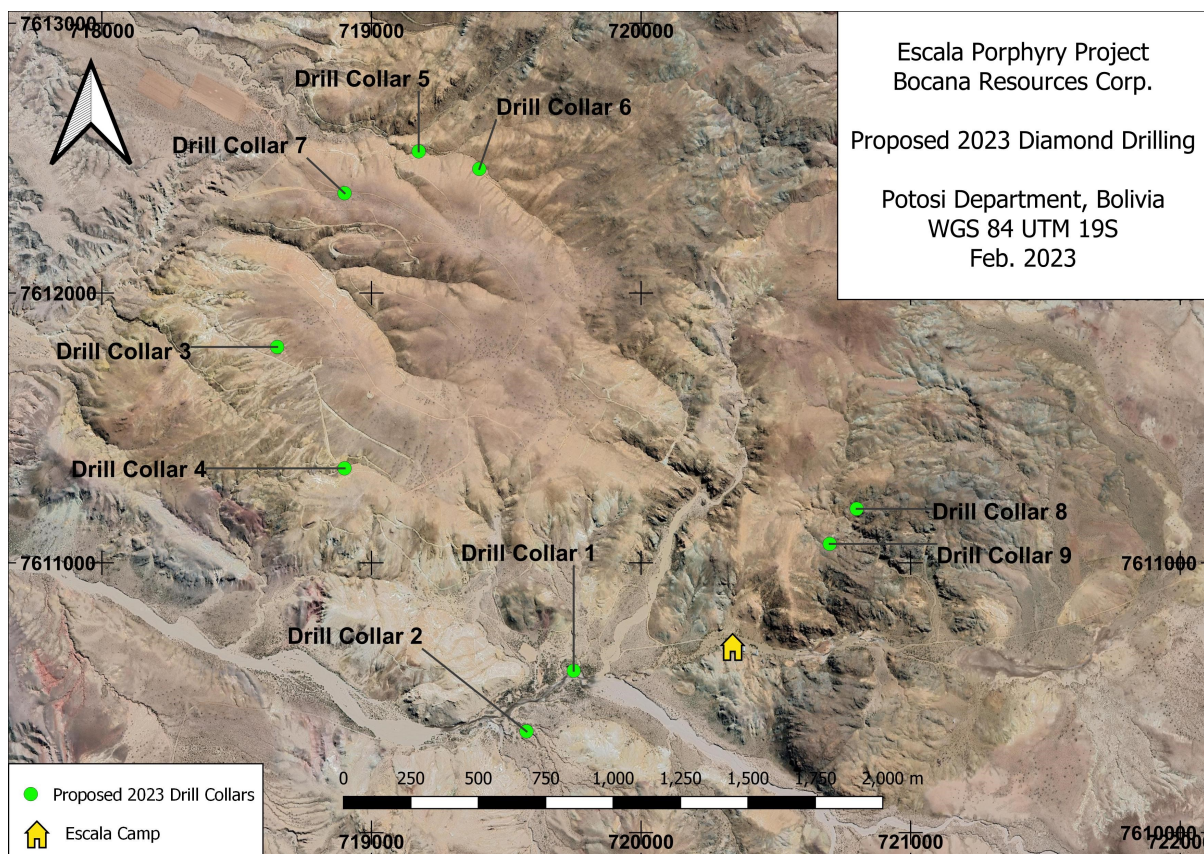 7613000
718000
719000
720000
Escala Porphyry Project
Bocana Resources Corp.
Proposed 2023 Diamond Drilling
Potosi Department, Bolivia
WGS 84 UTM 19S
Feb. 2023
Drill Collar 5
Drill Collar 6
Drill Collar 7
7612000
Drill Collar 3
Drill Collar 4
Drill Collar 8
Drill Collar 1
Drill Collar 9
7611000
7611000
Drill Collar 2
0 250 500 750 1,000 1,250 1,500 1,750 2,000 m
Proposed 2023 Drill Collars
Escala Camp
719000
720000
721000
7610000